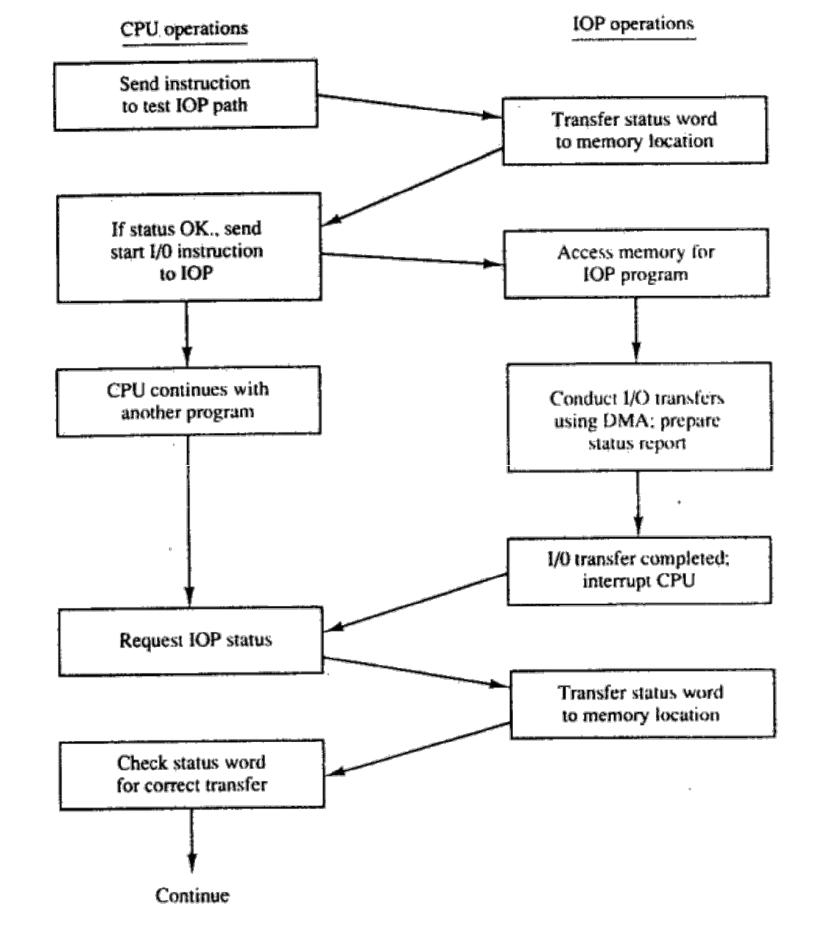 CPU operations
IOP operations
Send instruction
to test IOP path
Transfer status word
to memory location
If status OK., send
start I/0 instruction
to IOP
Access memory for
IOP program
CPU continues with
another program
Conduct I/O transfers
using DMA; prepare
status report
I/0 transfer completed;
interrupt CPU
Request IOP status
Transfer status word
to memory location
Check status word
for correct transfer
Continue